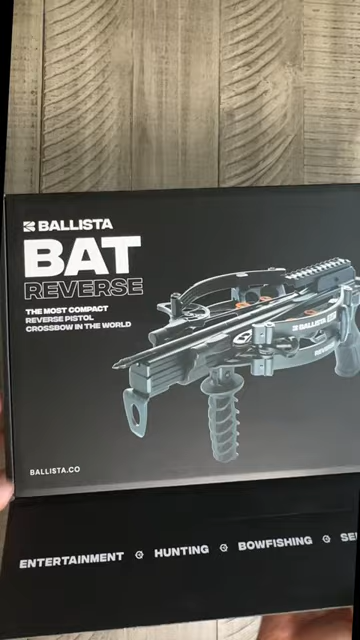 BALLISTA
BAT
REVERSE
THE MOST COMPACT
REVERSE PISTOL
CROSSBOW IN THE WORLD
BALLISTA
BALLISTA.CO
ENTERTAINMENT HUNTING BOWFISHING